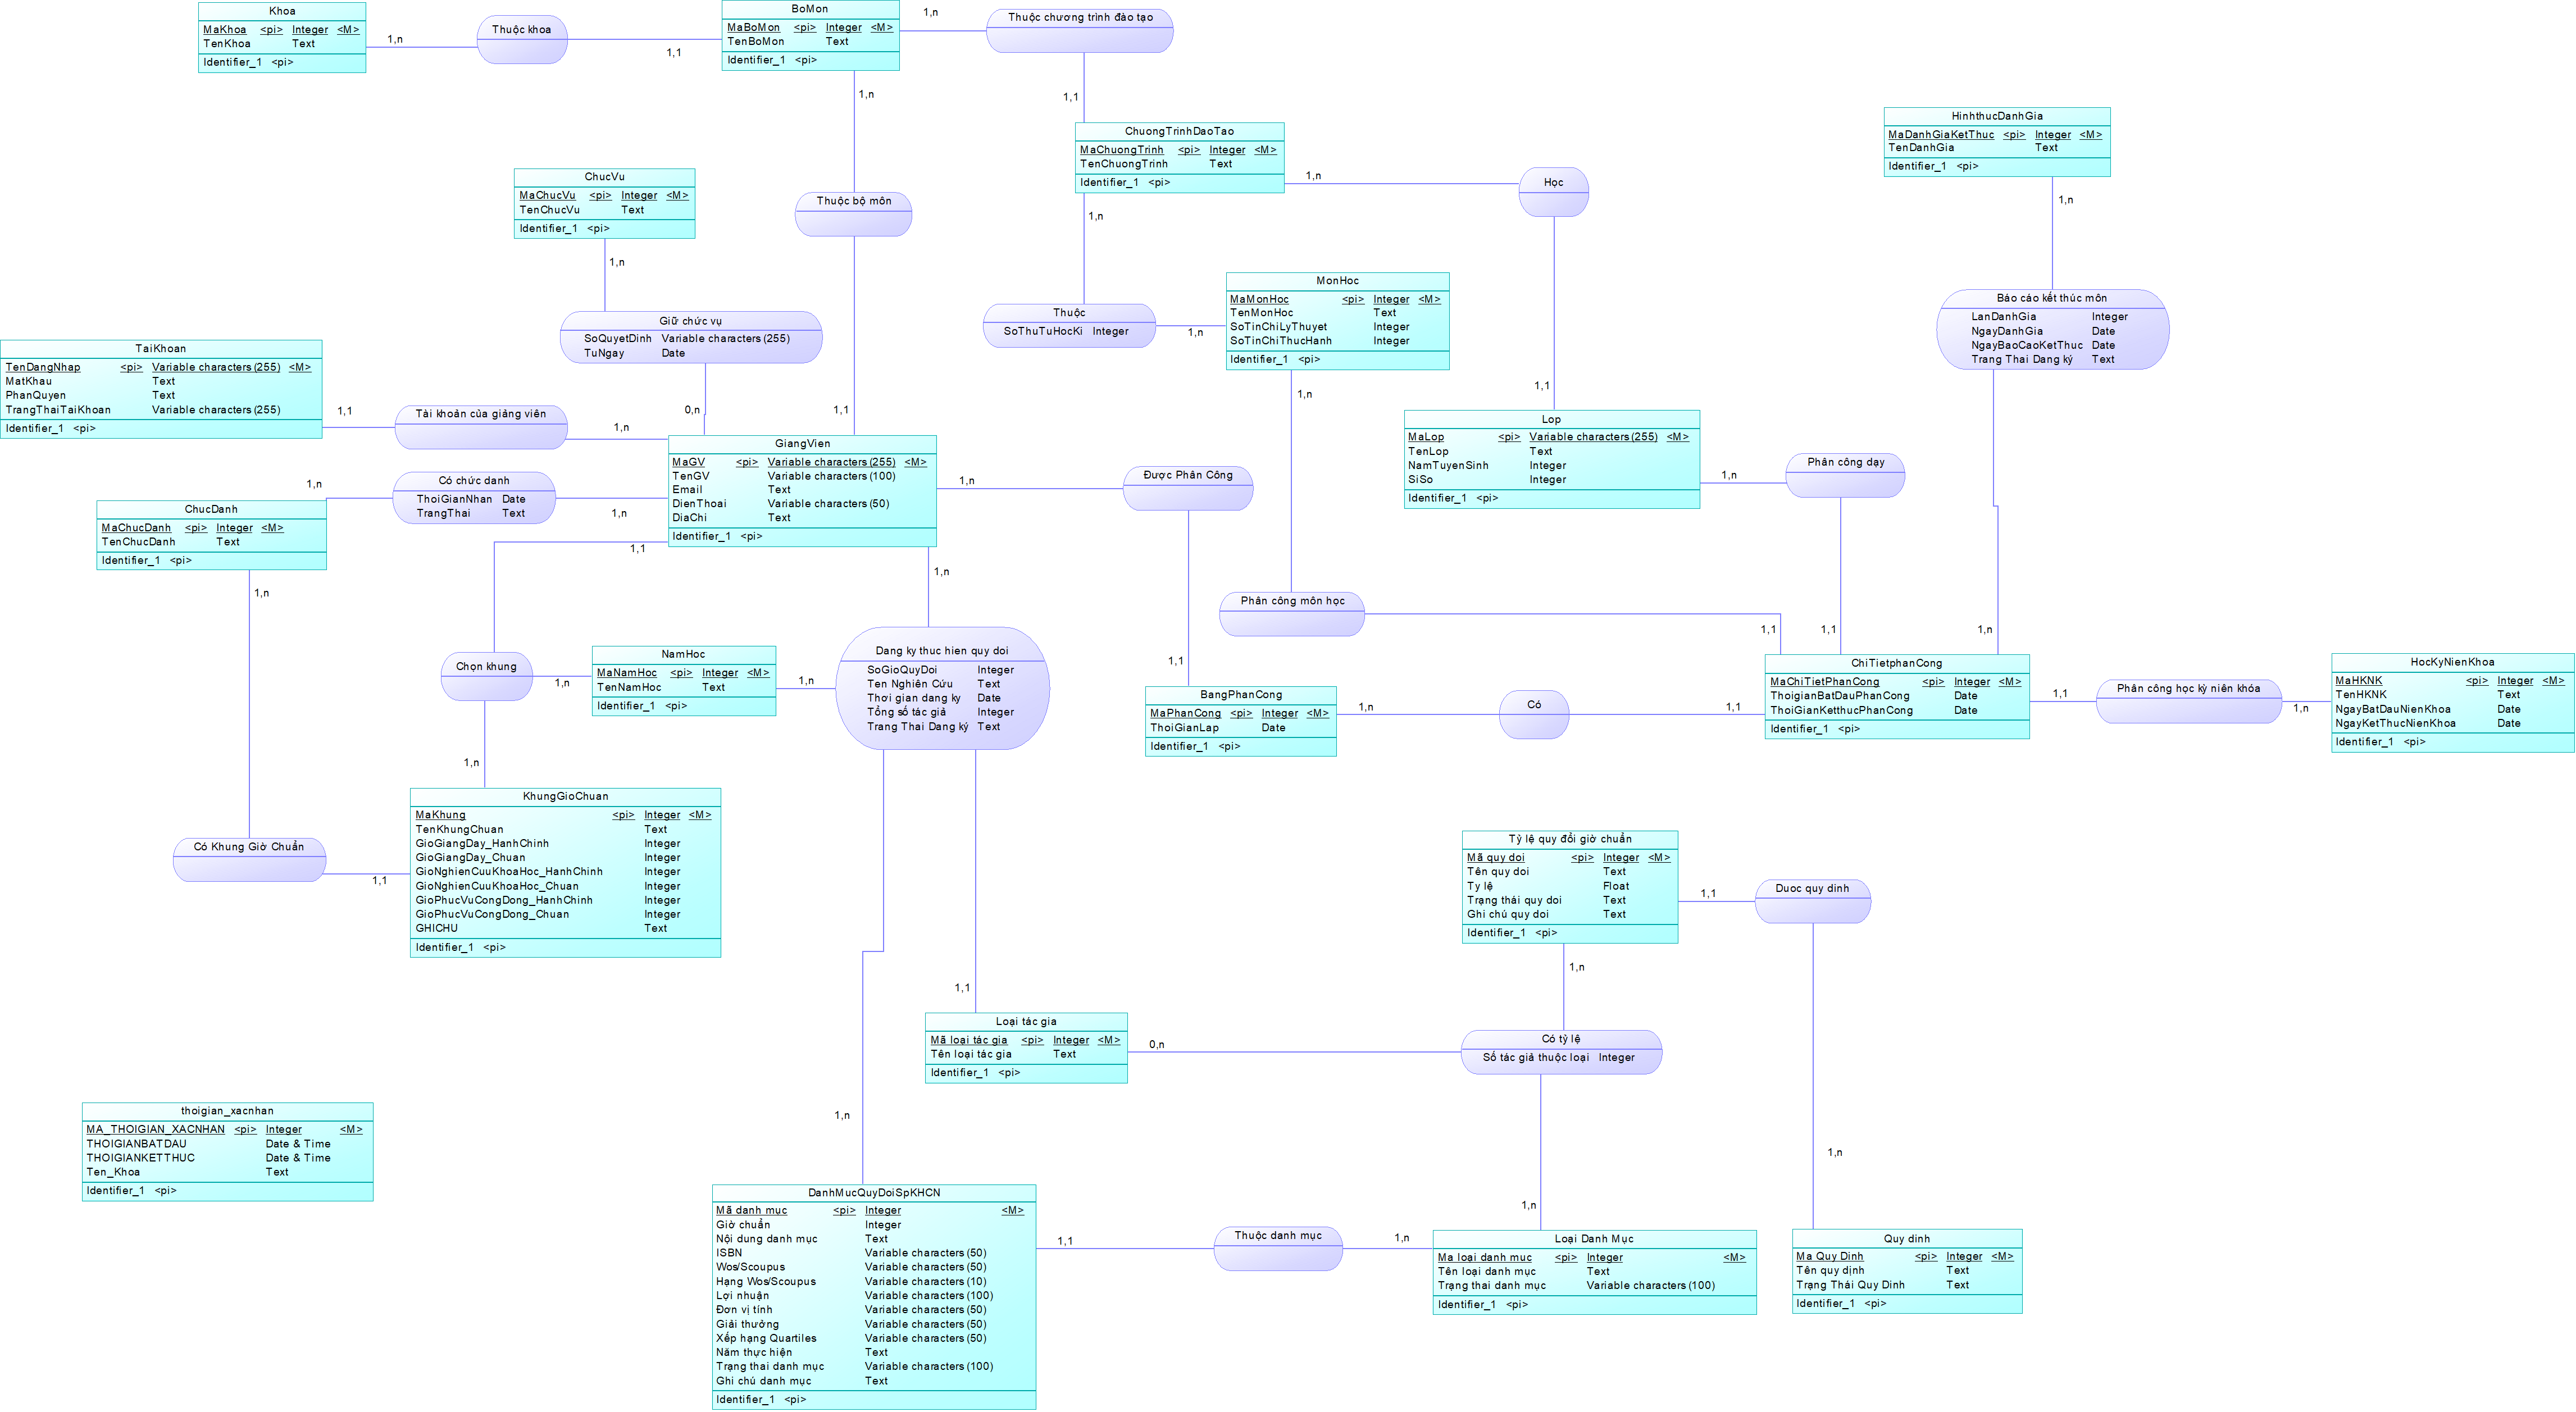 Khoa
MaKhoa <pi> Integer <M>
TenKhoa Text
Identifier_1 <pi>
1,n
Thuộc khoa
1,1
BoMon
MaBoMon <pi> Integer <M>
TenBoMon Text
Identifier_1 <pi>
1,n
Thuộc chương trình đào tạo
1,1
1,n
ChuongTrinhDaoTao
MaChuongTrinh <pi> Integer <M>
TenChuongTrinh Text
Identifier_1 <pi>
1,n
Học
1,n
HinhthucDanhGia
MaDanhGiaKetThuc <pi> Integer <M>
TenDanhGia Text
Identifier_1 <pi>
1,n
ChucVu
MaChucVu <pi> Integer <M>
TenChucVu Text
Identifier_1 <pi>
1,n
Thuộc bộ môn
1,1
Giữ chức vụ
SoQuyetDinh Variable characters (255)
TuNgay Date
0,n
Thuộc
SoThuTuHocKi Integer
1,n
MonHoc
MaMonHoc <pi> Integer <M>
TenMonHoc Text
SoTinChiLyThuyet Integer
SoTinChiThucHanh Integer
Identifier_1 <pi>
1,n
1,1
Báo cáo kết thúc môn
LanDanhGia Integer
NgayDanhGia Date
NgayBaoCaoKetThuc Date
Trang Thai Dang ký Text
1,n
TaiKhoan
TenDangNhap <pi> Variable characters (255) <M>
MatKhau Text
PhanQuyen Text
TrangThaiTaiKhoan Variable characters (255)
Identifier_1 <pi>
1,1
Tài khoản của giảng viên
1,n
GiangVien
MaGV <pi> Variable characters (255) <M>
TenGV Variable characters (100)
Email Text
DienThoai Variable characters (50)
DiaChi Text
Identifier_1 <pi>
1,n
Được Phân Công
1,1
Lop
MaLop <pi> Variable characters (255) <M>
TenLop Text
NamTuyenSinh Integer
SiSo Integer
Identifier_1 <pi>
1,n
Phân công dạy
1,1
1,n
Có chức danh
ThoiGianNhan Date
TrangThai Text
1,n
ChucDanh
MaChucDanh <pi> Integer <M>
TenChucDanh Text
Identifier_1 <pi>
1,n
1,1
1,n
Phân công môn học
1,1
Chọn khung
1,n
1,n
NamHoc
MaNamHoc <pi> Integer <M>
TenNamHoc Text
Identifier_1 <pi>
1,n
Dang ky thuc hien quy doi
SoGioQuyDoi Integer
Ten Nghiên Cứu Text
Thơi gian dang ky Date
Tổng số tác giả Integer
Trang Thai Dang ký Text
BangPhanCong
MaPhanCong <pi> Integer <M>
ThoiGianLap Date
Identifier_1 <pi>
1,n
Có
1,1
ChiTietphanCong
MaChiTietPhanCong <pi> Integer <M>
ThoigianBatDauPhanCong Date
ThoiGianKetthucPhanCong Date
Identifier_1 <pi>
1,1
Phân công học kỳ niên khóa
1,n
HocKyNienKhoa
MaHKNK <pi> Integer <M>
TenHKNK Text
NgayBatDauNienKhoa Date
NgayKetThucNienKhoa Date
Identifier_1 <pi>
KhungGioChuan
MaKhung <pi> Integer <M>
TenKhungChuan Text
GioGiangDay_HanhChinh Integer
GioGiangDay_Chuan Integer
GioNghienCuuKhoaHoc_HanhChinh Integer
GioNghienCuuKhoaHoc_Chuan Integer
GioPhucVuCongDong_HanhChinh Integer
GioPhucVuCongDong_Chuan Integer
GHICHU Text
Identifier_1 <pi>
Có Khung Giờ Chuẩn
1,1
Tỷ lệ quy đổi giờ chuẩn
Mã quy doi <pi> Integer <M>
Tên quy doi Text
Ty lệ Float
Trạng thái quy doi Text
Ghi chú quy doi Text
Identifier_1 <pi>
1,1
Duoc quy dinh
1,n
1,n
1,1
Loại tác gia
Mã loai tác gia <pi> Integer <M>
Tên loại tác gia Text
Identifier_1 <pi>
0,n
Có tỷ lệ
Số tác giả thuộc loại Integer
1,n
1,n
thoigian_xacnhan
MA_THOIGIAN_XACNHAN <pi> Integer <M>
THOIGIANBATDAU Date & Time
THOIGIANKETTHUC Date & Time
Ten_Khoa Text
Identifier_1 <pi>
DanhMucQuyDoiSpKHCN
Mã danh mục <pi> Integer <M>
Giờ chuẩn Integer
Nội dung danh mục Text
ISBN Variable characters (50)
Wos/Scoupus Variable characters (50)
Hạng Wos/Scoupus Variable characters (10)
Lợi nhuận Variable characters (100)
Đơn vị tính Variable characters (50)
Giải thưởng Variable characters (50)
Xếp hạng Quartiles Variable characters (50)
Năm thực hiện Text
Trạng thai danh mục Variable characters (100)
Ghi chú danh mục Text
Identifier_1 <pi>
1,1
Thuộc danh mục
1,n
Loại Danh Mục
Ma loại danh mục <pi> Integer <M>
Tên loại danh mục Text
Trạng thai danh mục Variable characters (100)
Identifier_1 <pi>
Quy dinh
Ma Quy Dinh <pi> Integer <M>
Tên quy định Text
Trạng Thái Quy Dinh Text
Identifier_1 <pi>